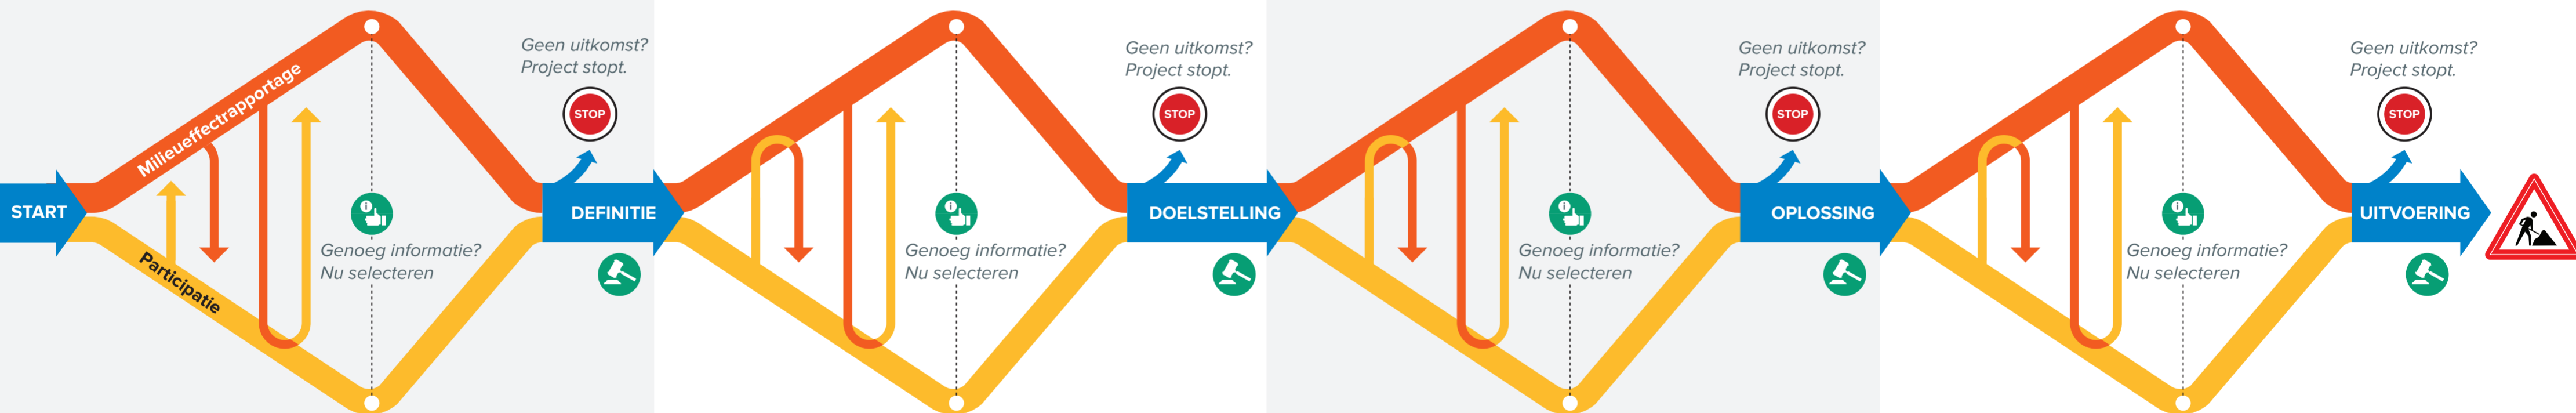 START
Milieueffectrapportage
Participatie
Genoeg informatie?
Nu selecteren
Geen uitkomst?
Project stopt.
STOP
DEFINITIE
Genoeg informatie?
Nu selecteren
Geen uitkomst?
Project stopt.
STOP
DOELSTELLING
Genoeg informatie?
Nu selecteren
Geen uitkomst?
Project stopt.
STOP
OPLOSSING
Genoeg informatie?
Nu selecteren
Geen uitkomst?
Project stopt.
STOP
UITVOERING